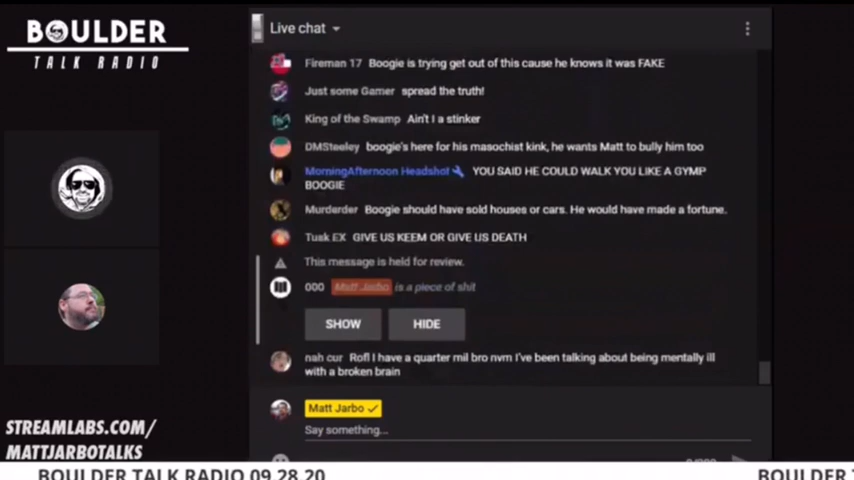 BOULDER
TALK RADIO
Live chat
Fireman 17 Boogie is trying get out of this cause he knows it was FAKE
Just some Gamer spread the truth!
King of the Swamp Ain't I a stinker
DMSteeley boogie's here for his masochist kink, he wants Matt to bully him too
MorningAfternoon Headshot YOU SAID HE COULD WALK YOU LIKE A GYMP
BOOGIE
Murderder Boogie should have sold houses or cars. He would have made a fortune.
Tusk EX GIVE US KEEM OR GIVE US DEATH
This message is held for review.
000 Matt Jarbo is a piece of shit
SHOW HIDE
nah cur Rofl I have a quarter mil bro nvm I've been talking about being mentally ill
with a broken brain
Matt Jarbo
Say something...
STREAMLABS.COM/
MATTJARBOTALKS
BOULDER TALK RADIO 09.28.20
BOULDER T